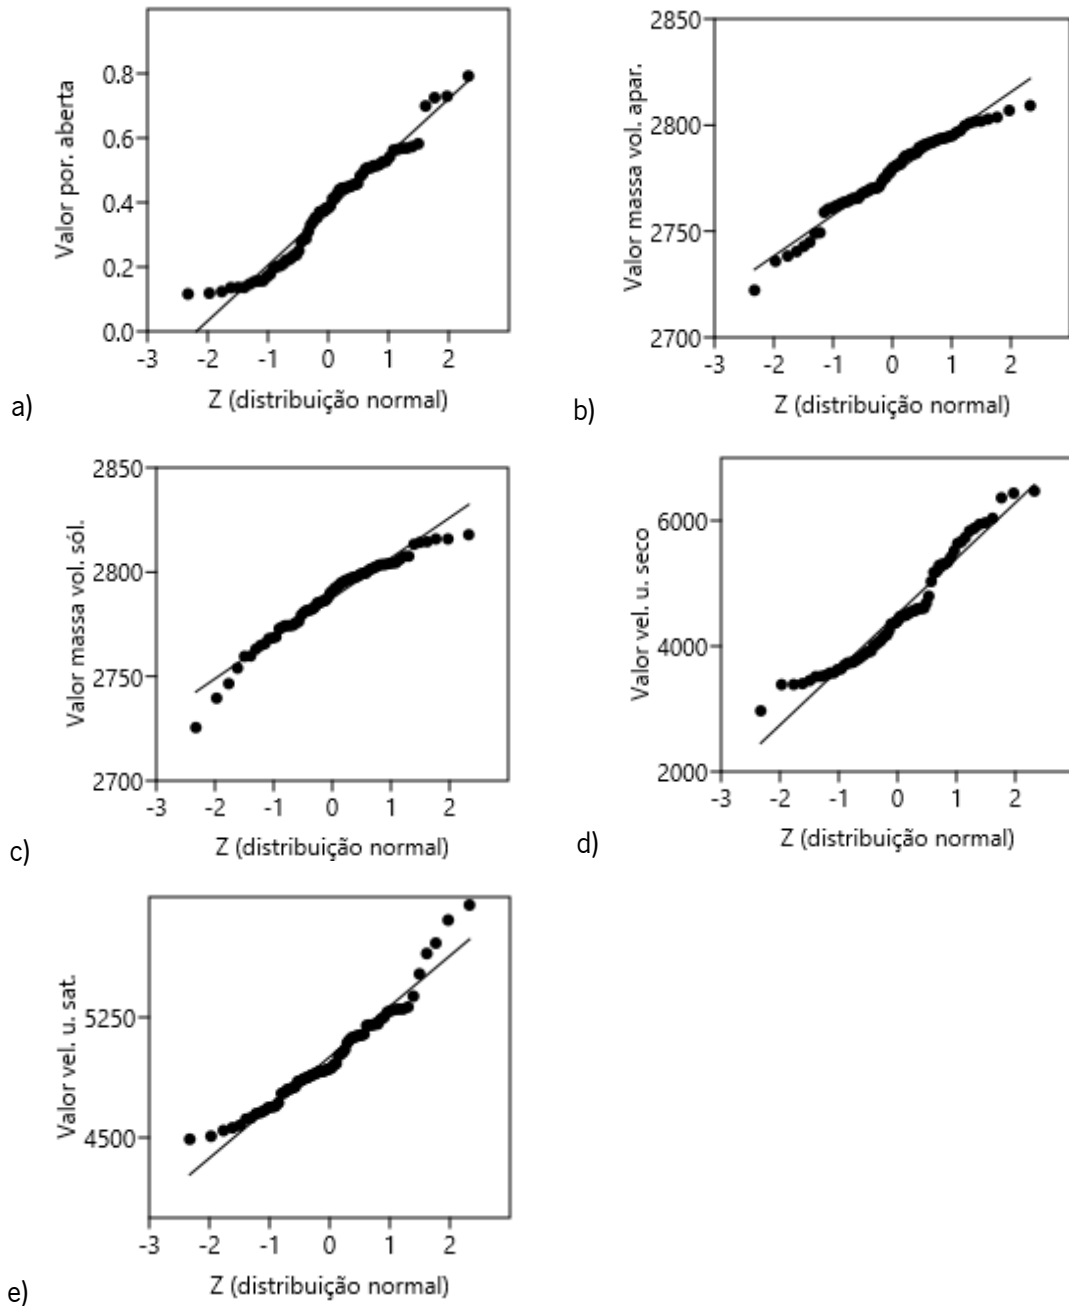 0.8
0.6
0.4
0.2
0.0
Valor por. aberta
-3 -2 -1 0 1 2
Z (distribuição normal)
a)
2850
2800
2750
2700
Valor massa vol. apar.
-3 -2 -1 0 1 2
Z (distribuição normal)
b)
2850
2800
2750
2700
Valor massa vol. sól.
-3 -2 -1 0 1 2
Z (distribuição normal)
c)
6000
4000
2000
Valor vel. u. seco
-3 -2 -1 0 1 2
Z (distribuição normal)
d)
5250
4500
Valor vel. u. sat.
-3 -2 -1 0 1 2
Z (distribuição normal)
e)